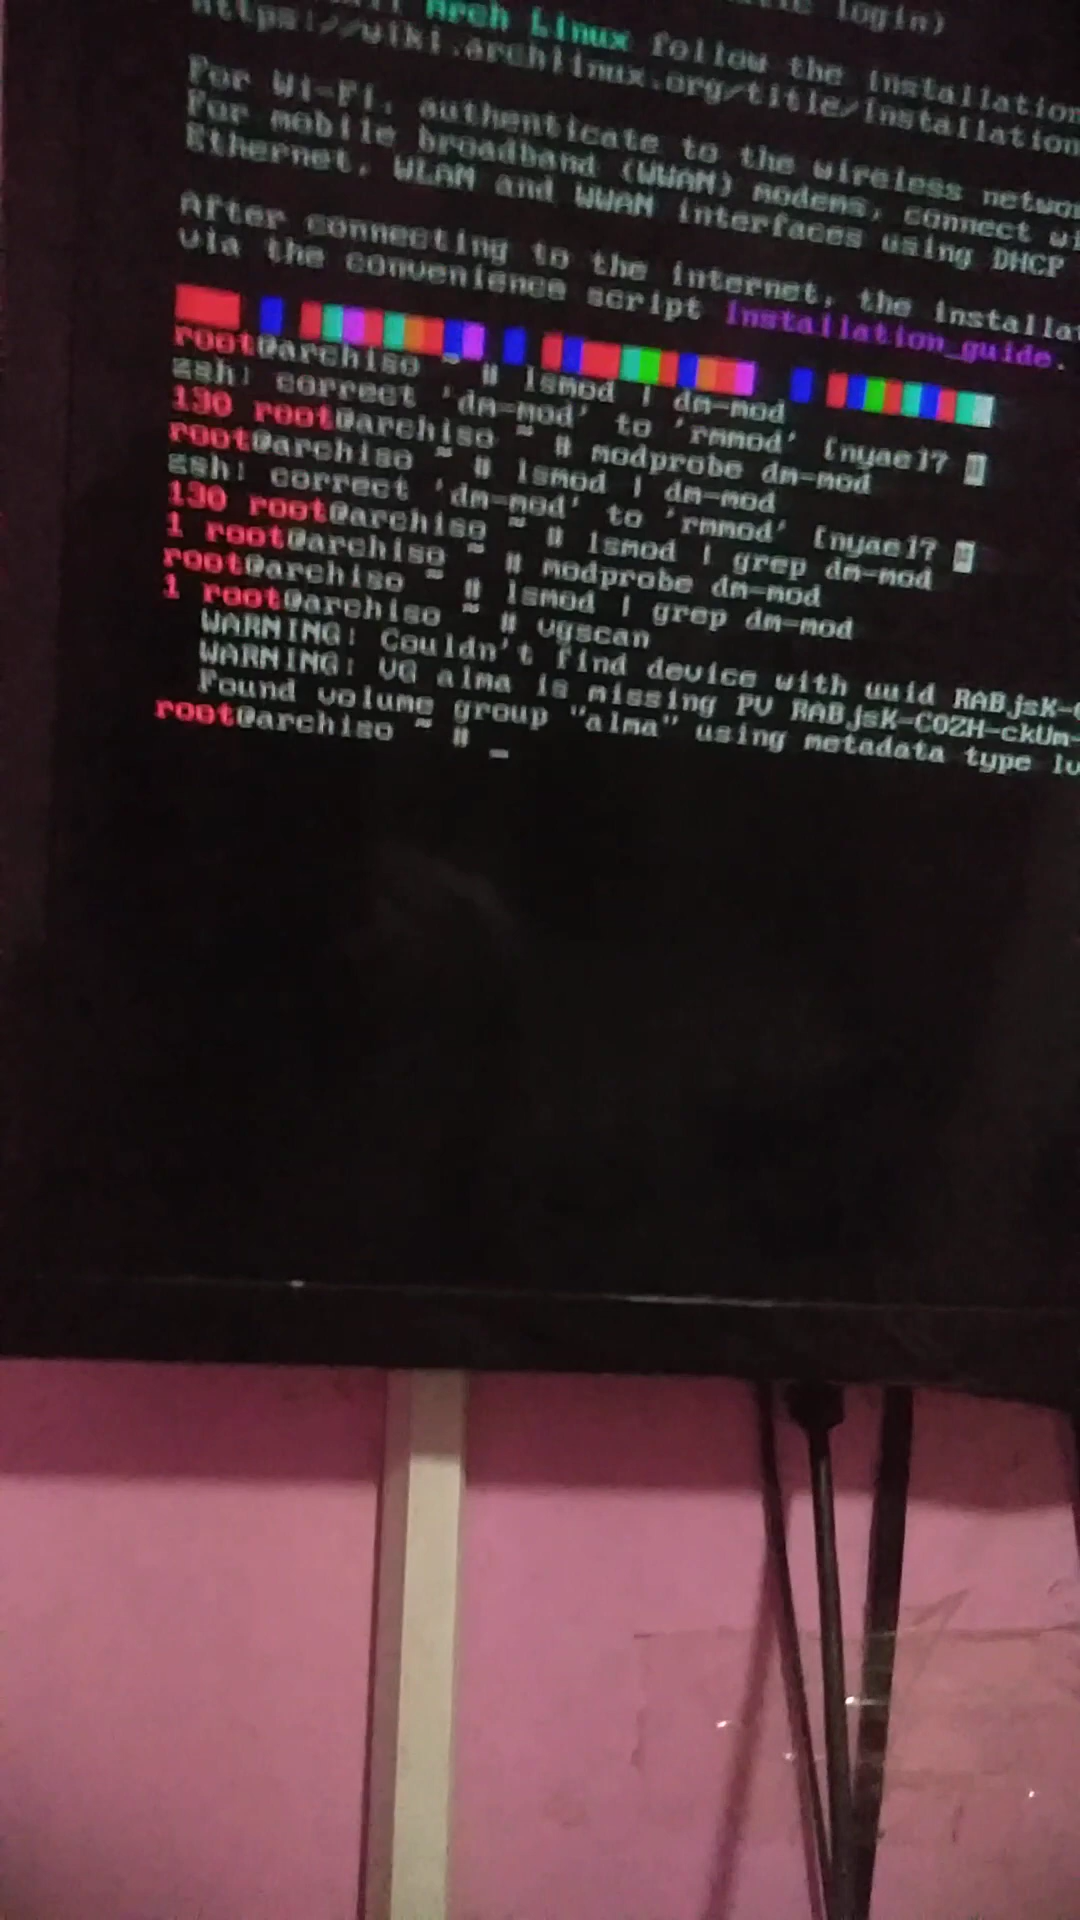 login)
Arch Linux follow the installation
https://wiki.archlinux.org/title/Installation
For Wi-Fi, authenticate to the wireless networ
For mobile broadband (WWAN) modems, connect wi
Ethernet, WLAN and WWAN interfaces using DHCP
After connecting to the internet, the installat
via the convenience script Installation_guide.
root@archiso ~ # lsmod | dm-mod
zsh: correct 'dm-mod' to 'rmmod' [nyae]?
130 root@archiso ~ # modprobe dm-mod
root@archiso ~ # lsmod | dm-mod
zsh: correct 'dm-mod' to 'rmmod' [nyae]?
130 root@archiso ~ # lsmod | grep dm-mod
1 root@archiso ~ # modprobe dm-mod
root@archiso ~ # lsmod | grep dm-mod
1 root@archiso ~ # vgscan
WARNING: Couldn't find device with uuid RABjsK-
WARNING: VG alma is missing PV RABjsK-COZH-ckUm-
Found volume group "alma" using metadata type lv
root@archiso ~ # _